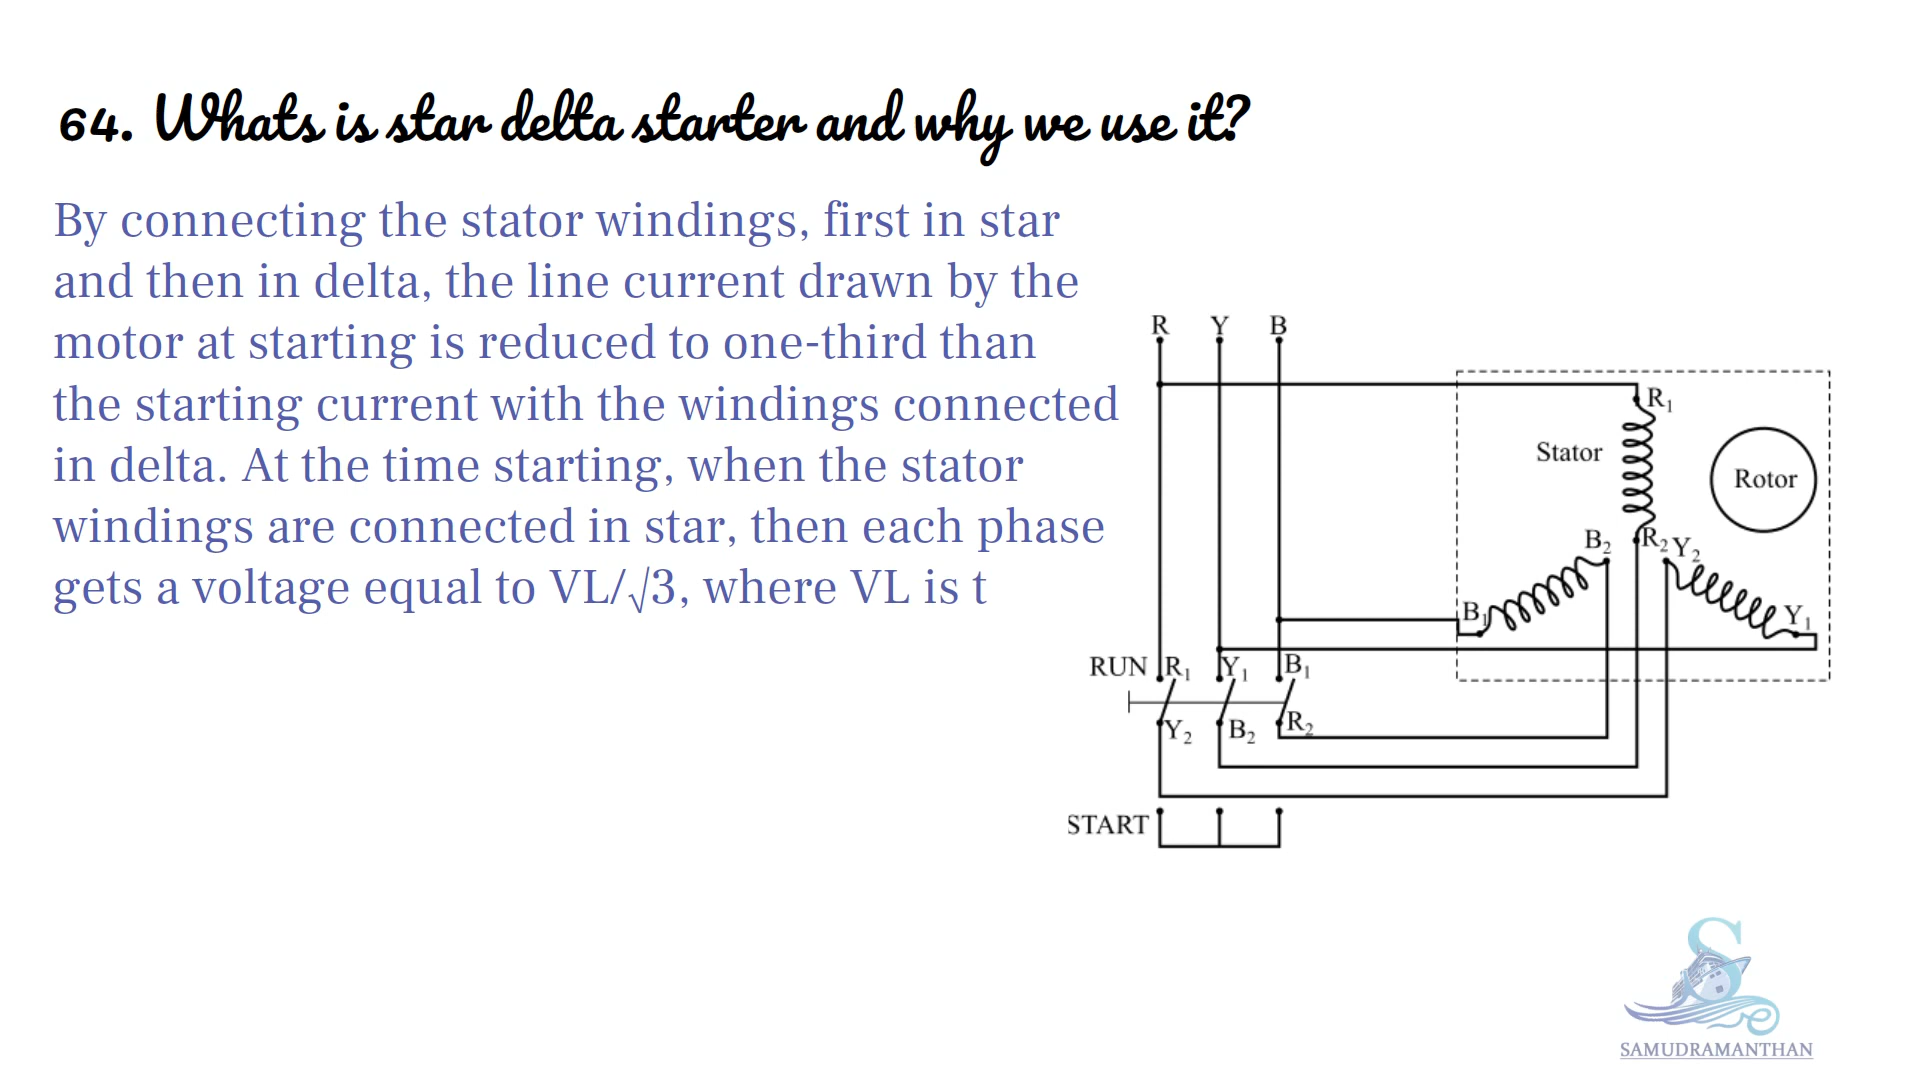 64. Whats is star delta starter and why we use it?
By connecting the stator windings, first in star
and then in delta, the line current drawn by the
motor at starting is reduced to one-third than
the starting current with the windings connected
in delta. At the time starting, when the stator
windings are connected in star, then each phase
gets a voltage equal to VL/√3, where VL is t
R Y B
R₁
Stator
Rotor
B₂ R₂ Y₂
B₁ Y₁
RUN R₁ Y₁ B₁
Y₂ B₂ R₂
START
SAMUDRAMANTHAN